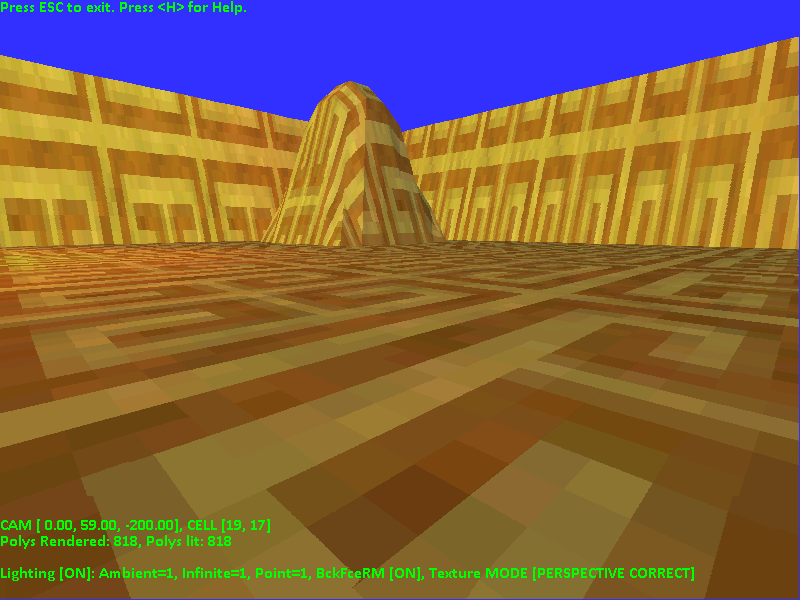 Press ESC to exit. Press <H> for Help.
CAM [ 0.00, 59.00, -200.00], CELL [19, 17]
Polys Rendered: 818, Polys lit: 818
Lighting [ON]: Ambient=1, Infinite=1, Point=1, BckFceRM [ON], Texture MODE [PERSPECTIVE CORRECT]